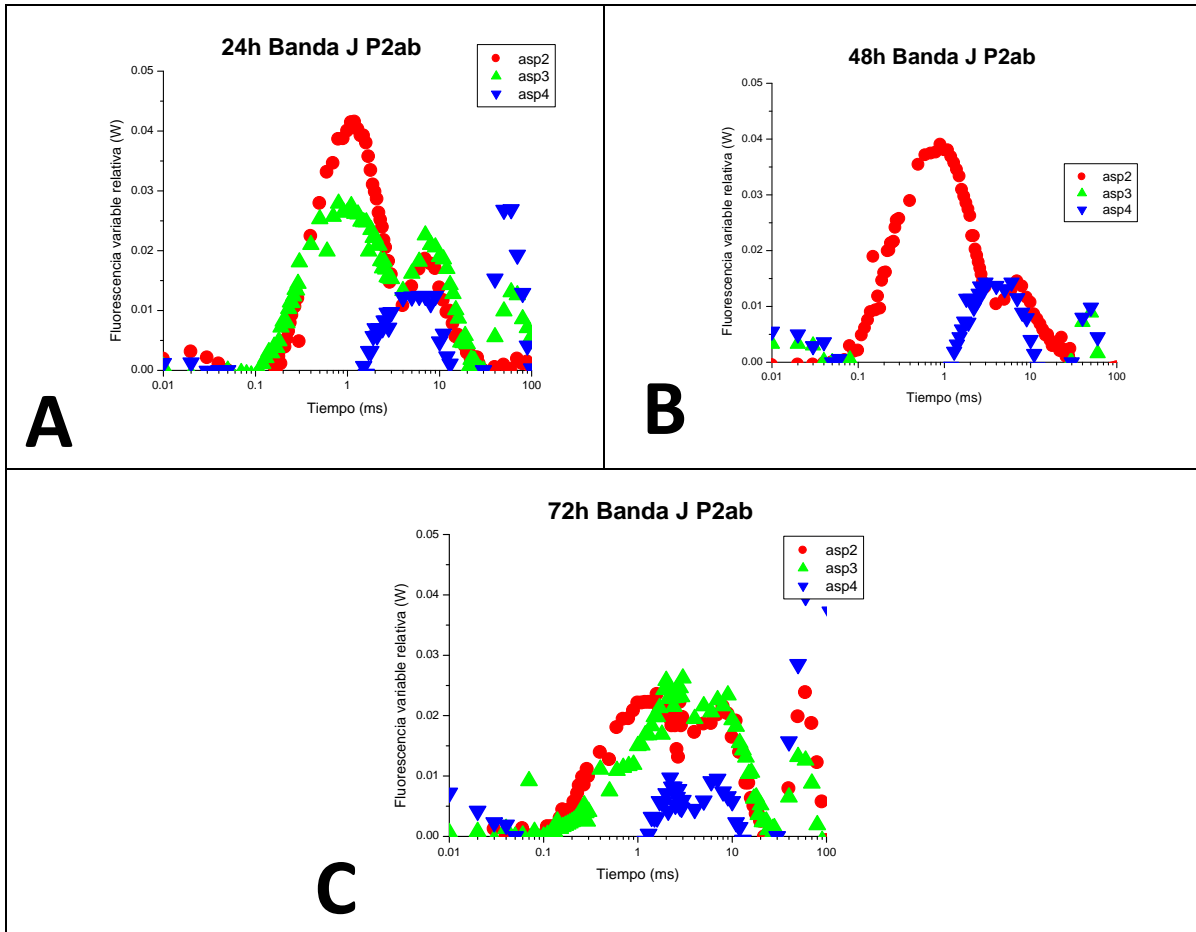 24h Banda J P2ab
asp2
asp3
asp4
Fluorescencia variable relativa (W)
0.05
0.04
0.03
0.02
0.01
0.00
0.01 0.1 1 10 100
Tiempo (ms)
A
48h Banda J P2ab
asp2
asp3
asp4
Fluorescencia variable relativa (W)
0.05
0.04
0.03
0.02
0.01
0.00
0.01 0.1 1 10 100
Tiempo (ms)
B
72h Banda J P2ab
asp2
asp3
asp4
Fluorescencia variable relativa (W)
0.05
0.04
0.03
0.02
0.01
0.00
0.01 0.1 1 10 100
Tiempo (ms)
C